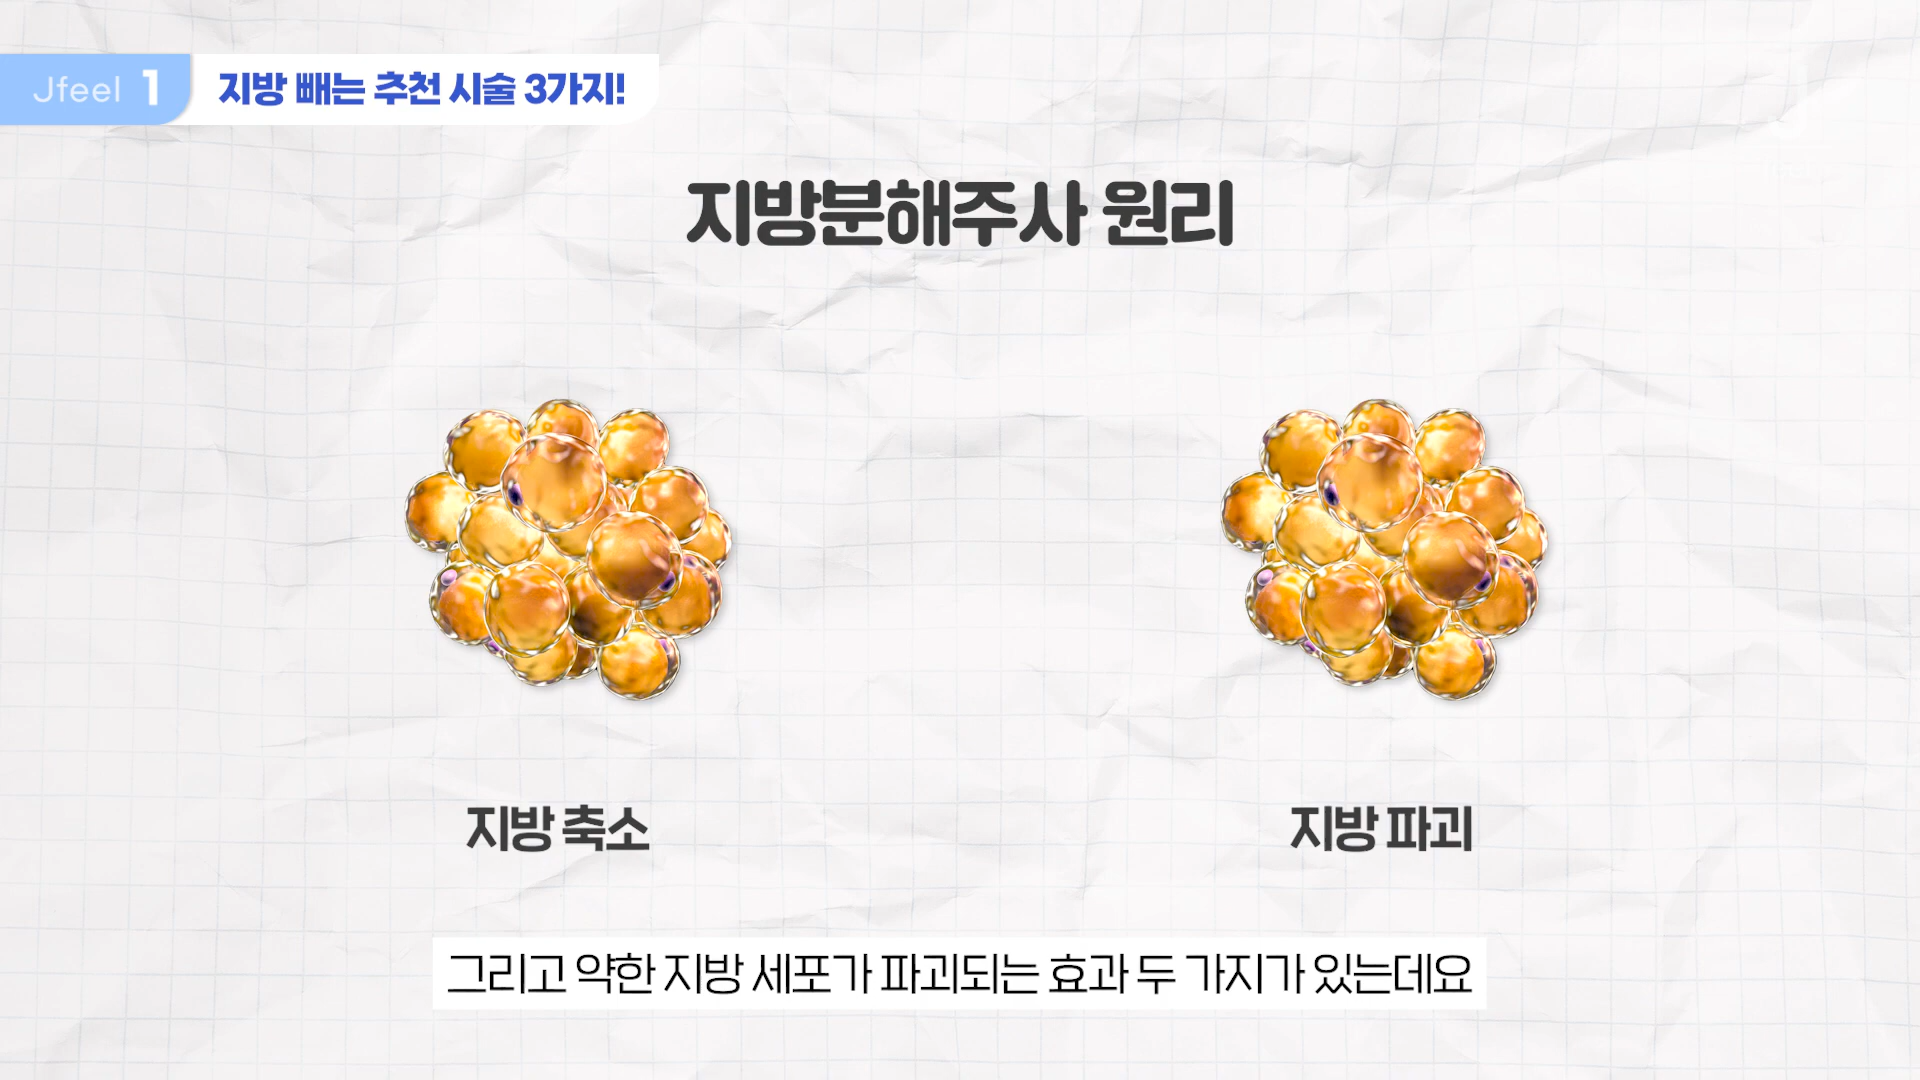 Jfeel 1 지방 빼는 추천 시술 3가지!
지방분해주사 원리
지방 축소
지방 파괴
그리고 약한 지방 세포가 파괴되는 효과 두 가지가 있는데요